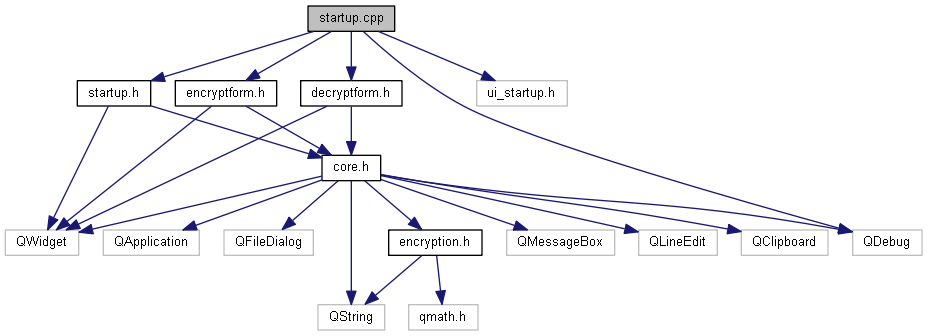 startup.cpp
startup.h
encryptform.h
decryptform.h
ui_startup.h
core.h
QWidget
QApplication
QFileDialog
encryption.h
QMessageBox
QLineEdit
QClipboard
QDebug
QString
qmath.h